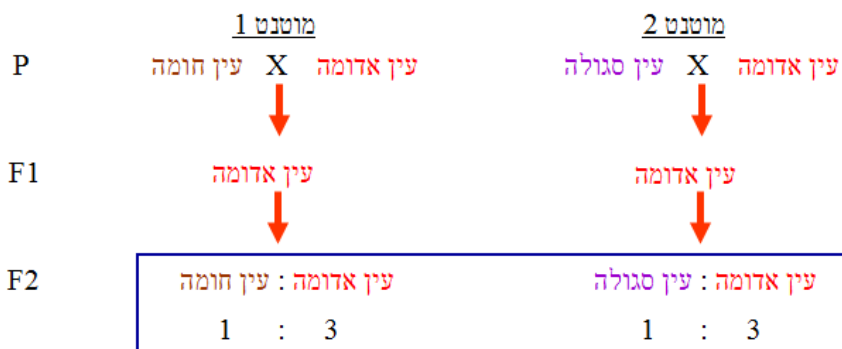 מוטנט 1 מוטנט 2
P עין אדומה X עין חומה עין אדומה X עין סגולה
F1 עין אדומה עין אדומה
F2 עין אדומה : עין חומה עין אדומה : עין סגולה
1 : 3 1 : 3